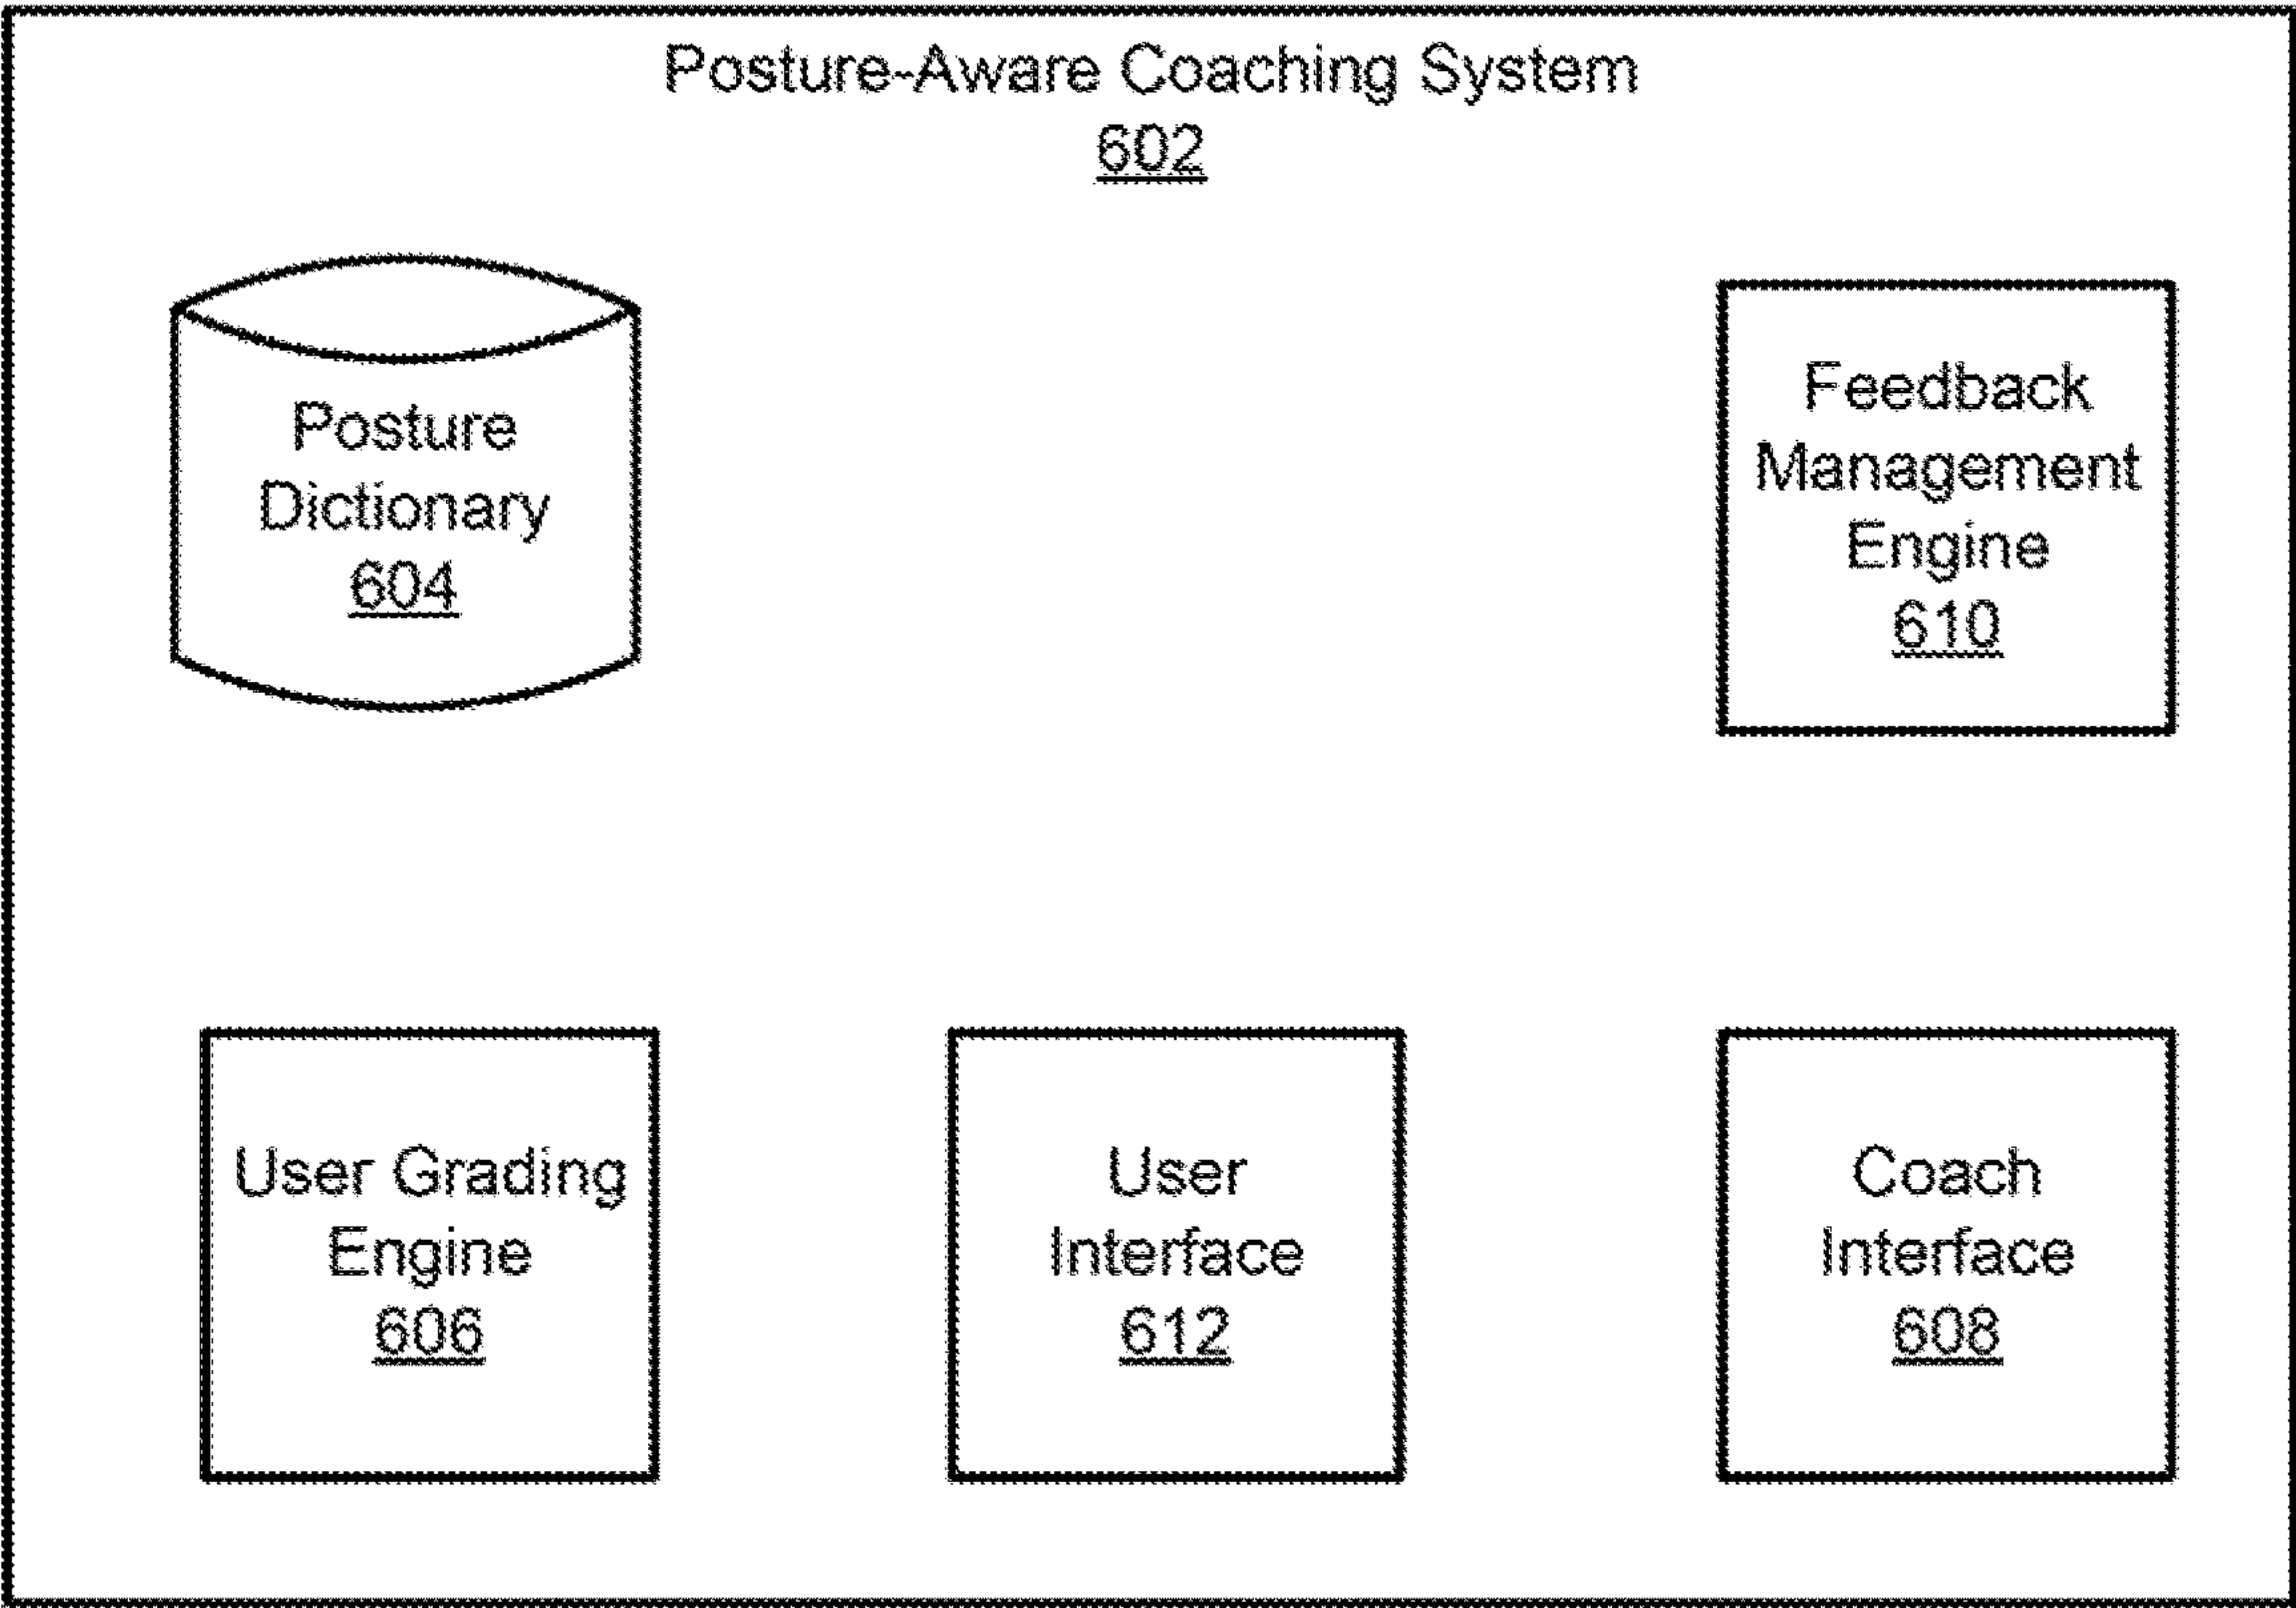 Posture-Aware Coaching System
602
Posture
Dictionary
604
Feedback
Management
Engine
610
User Grading
Engine
606
User
Interface
612
Coach
Interface
608